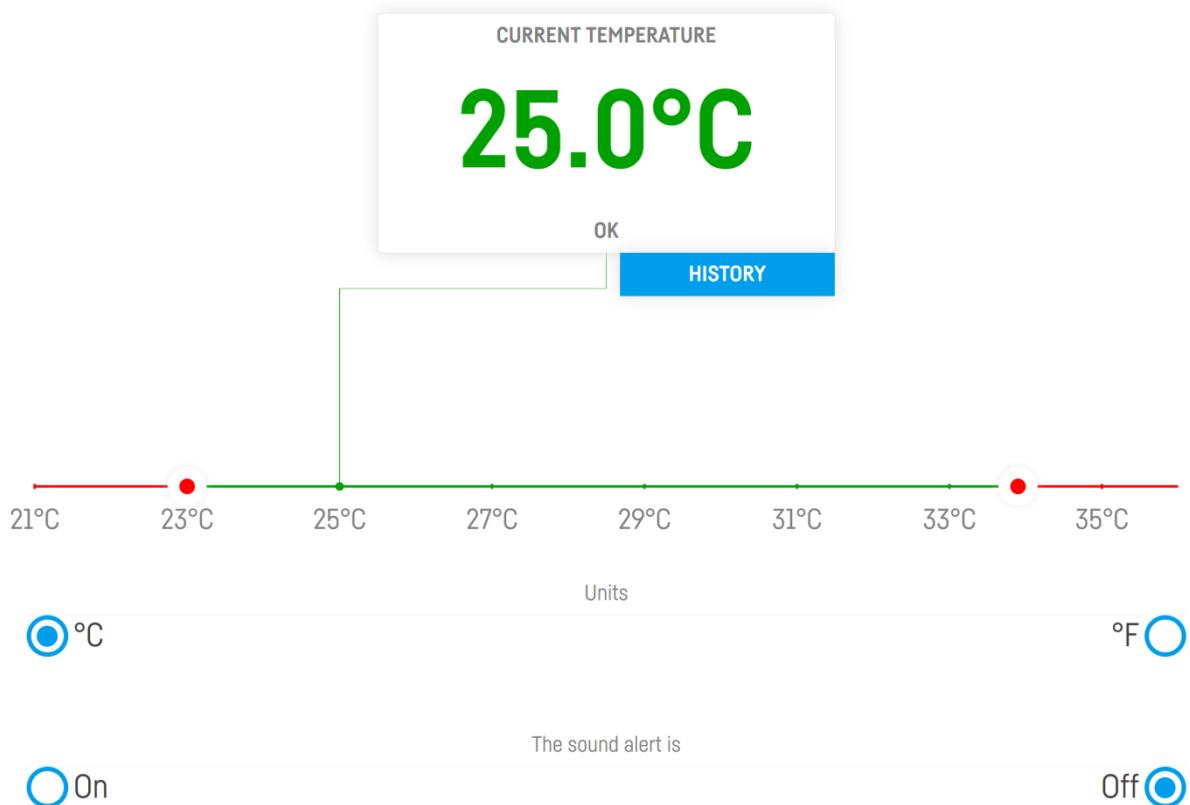 CURRENT TEMPERATURE
25.0°C
OK
HISTORY
21°C 23°C 25°C 27°C 29°C 31°C 33°C 35°C
Units
°C °F
The sound alert is
On Off